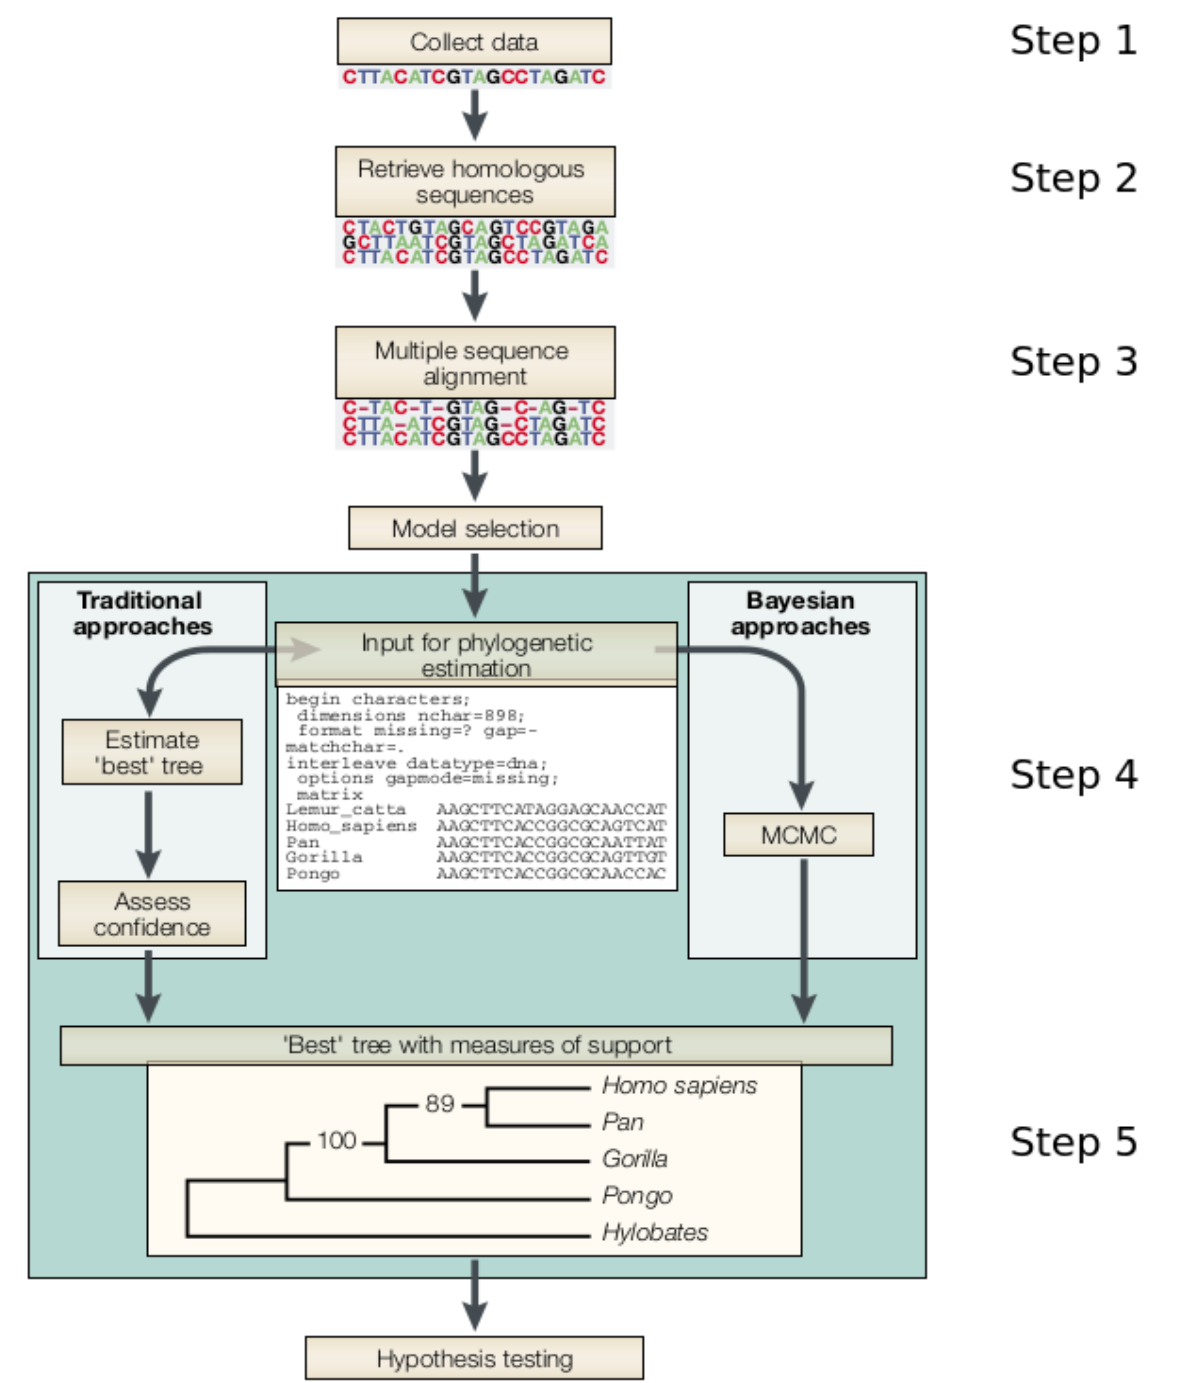 Collect data
Step 1
CTTACATCGTAGCCTAGATC
Retrieve homologous
sequences
Step 2
CTACTGTAGCAGTCCGTAGA
GCTTAATCGTAGCTAGATCA
CTTACATCGTAGCCTAGATC
Multiple sequence
alignment
Step 3
C-TAC-T-GTAG-C-AG-TC
CTTA-ATCGTAG-CTAGATC
CTTACATCGTAGCCTAGATC
Model selection
Traditional
approaches
Bayesian
approaches
Input for phylogenetic
estimation
begin characters;
dimensions nchar=898;
format missing=? gap=-
matchchar=.
interleave datatype=dna;
options gapmode=missing;
matrix
Lemur_catta AAGCTTCATAGGAGCAACCAT
Homo_sapiens AAGCTTCACCGGCGCAGTCAT
Pan AAGCTTCACCGGCGCAATTAT
Gorilla AAGCTTCACCGGCGCAGTTGT
Pongo AAGCTTCACCGGCGCAACCAC
Estimate
'best' tree
Assess
confidence
MCMC
Step 4
'Best' tree with measures of support
Homo sapiens
89
Pan
100
Gorilla
Pongo
Hylobates
Step 5
Hypothesis testing